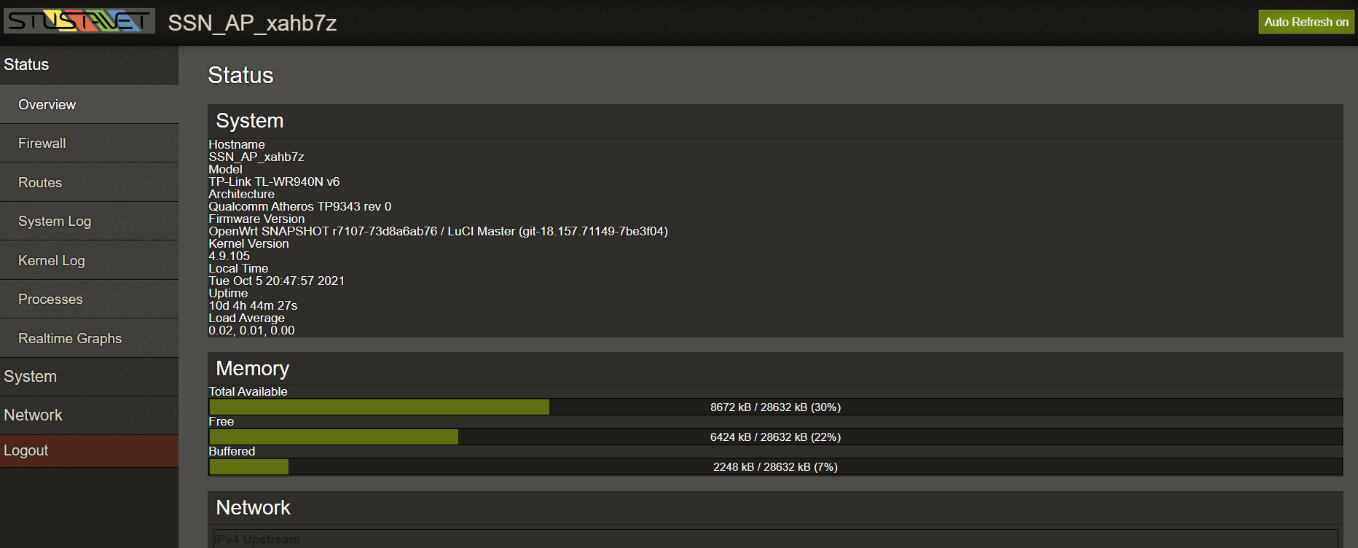 STUSTANET
SSN_AP_xahb7z
Auto Refresh on
Status
Overview
Firewall
Routes
System Log
Kernel Log
Processes
Realtime Graphs
System
Network
Logout
Status
System
Hostname
SSN_AP_xahb7z
Model
TP-Link TL-WR940N v6
Architecture
Qualcomm Atheros TP9343 rev 0
Firmware Version
OpenWrt SNAPSHOT r7107-73d8a6ab76 / LuCI Master (git-18.157.71149-7be3f04)
Kernel Version
4.9.105
Local Time
Tue Oct 5 20:47:57 2021
Uptime
10d 4h 44m 27s
Load Average
0.02, 0.01, 0.00
Memory
Total Available
8672 kB / 28632 kB (30%)
Free
6424 kB / 28632 kB (22%)
Buffered
2248 kB / 28632 kB (7%)
Network
IPv4 Upstream